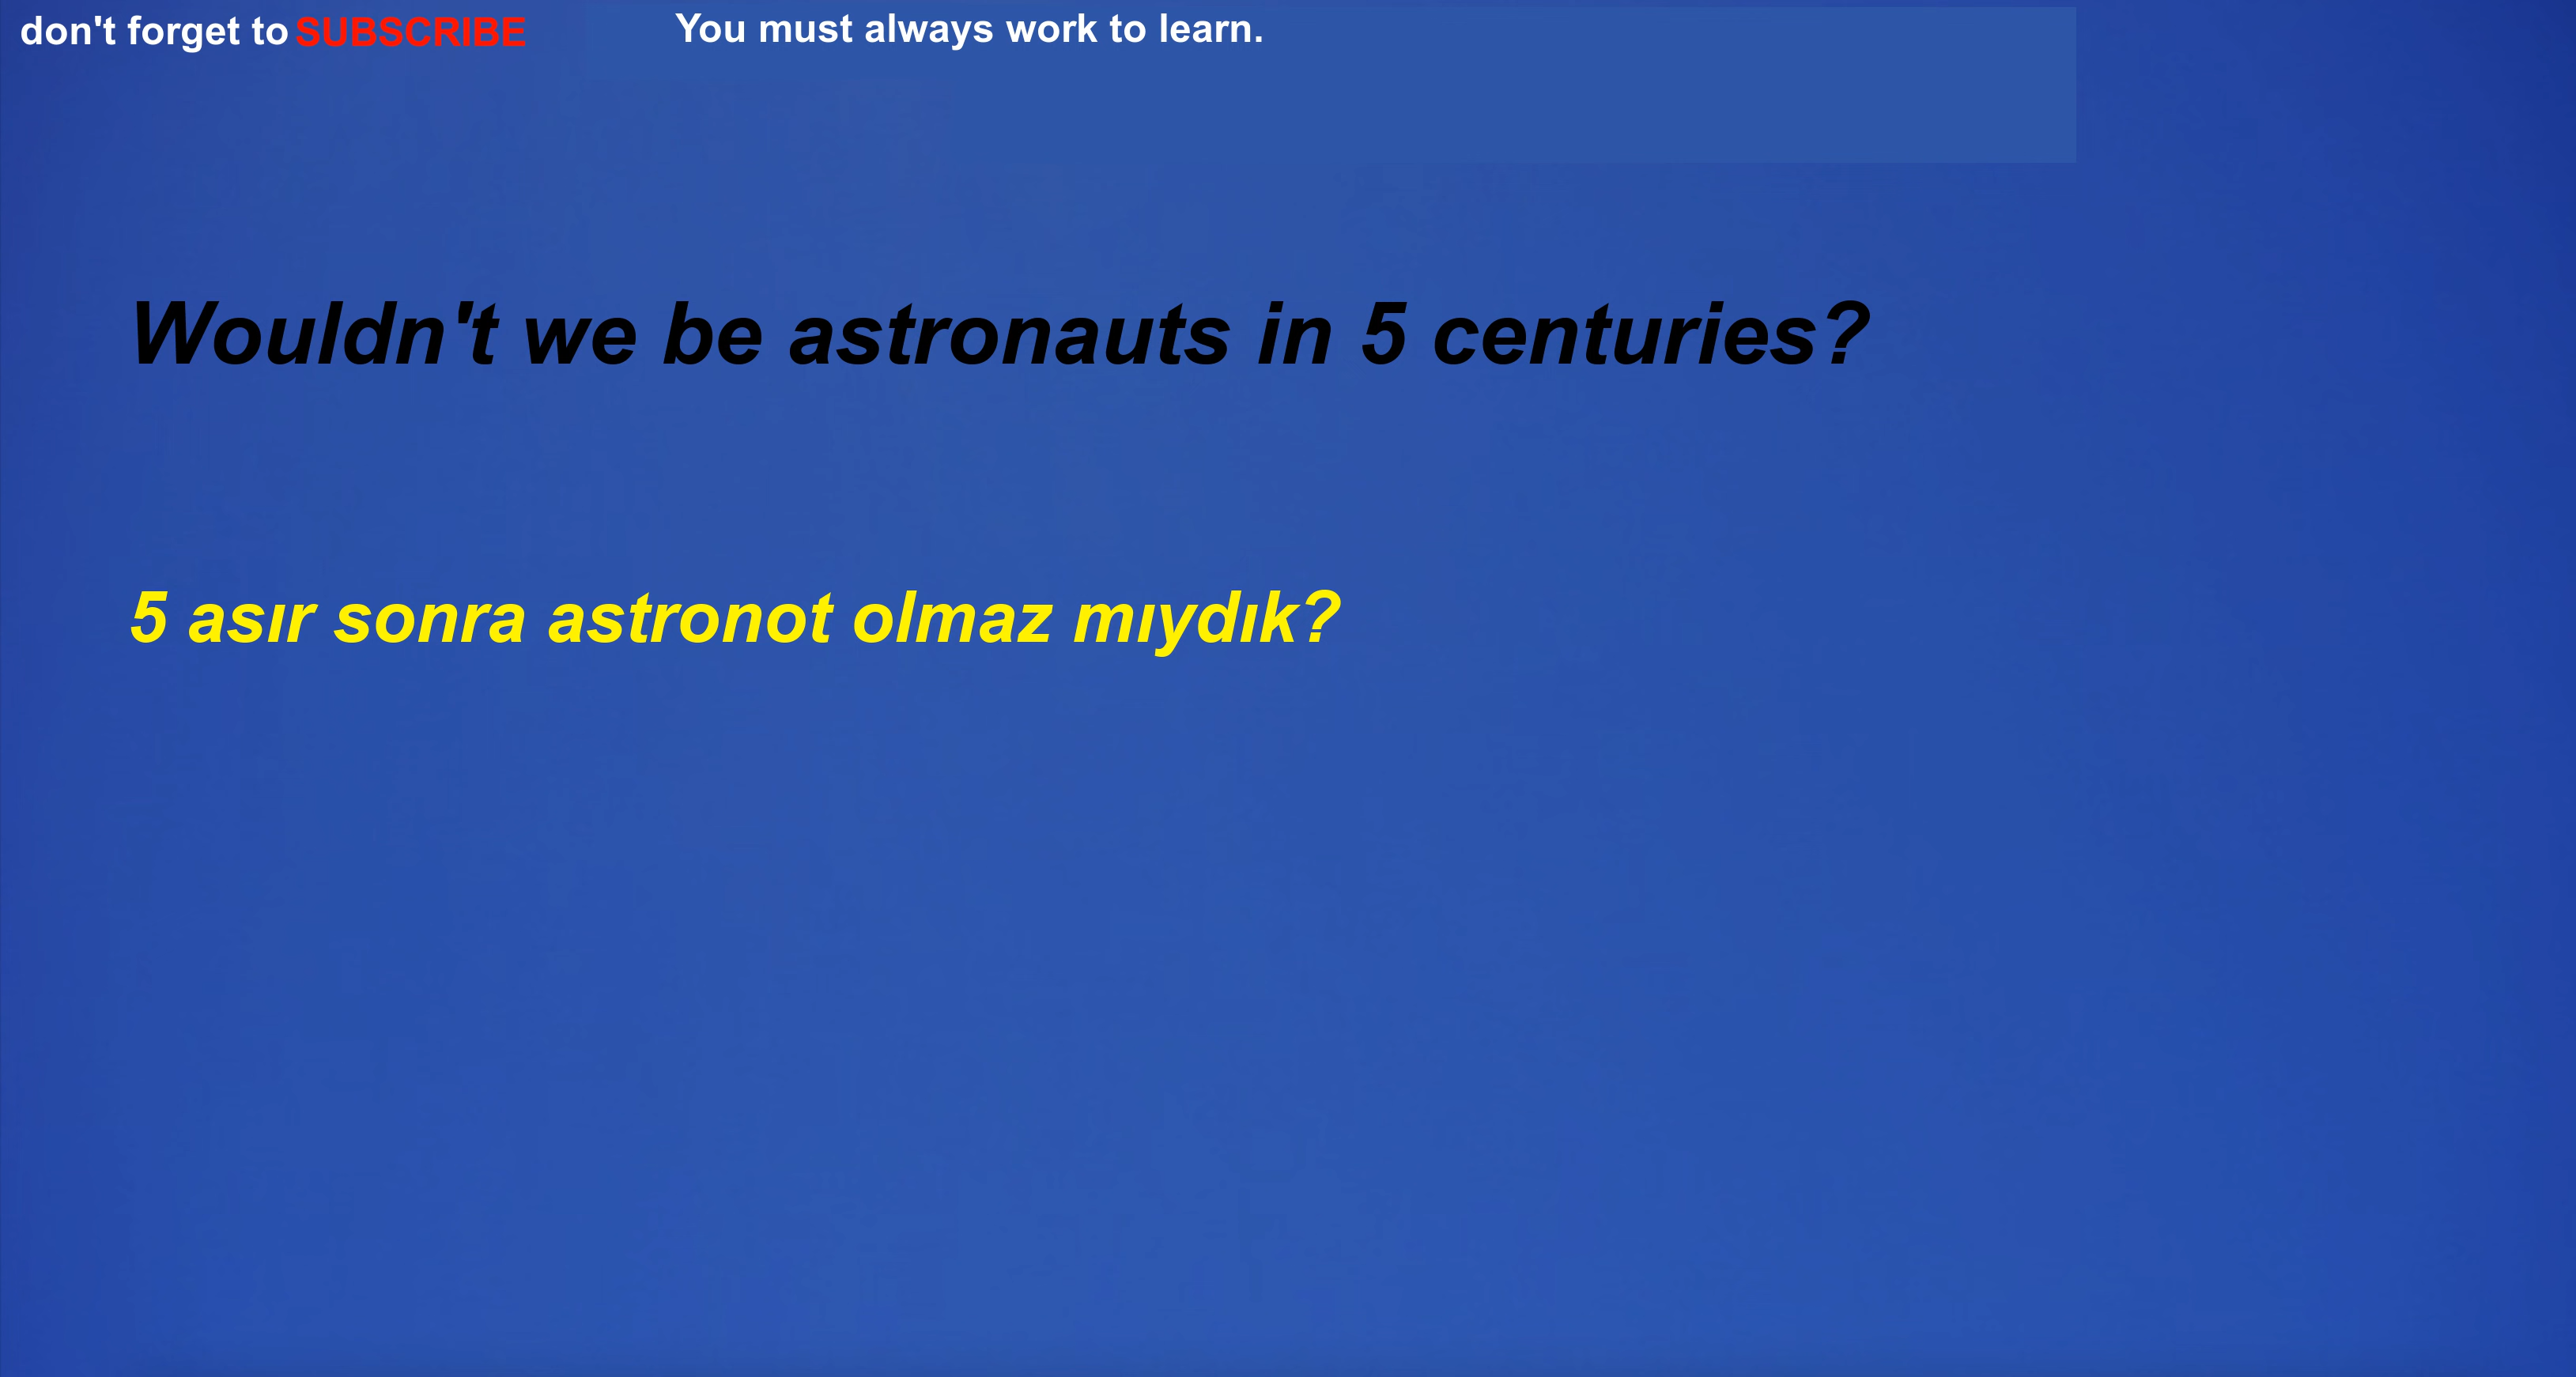 don't forget to SUBSCRIBE
You must always work to learn.
Wouldn't we be astronauts in 5 centuries?
5 asır sonra astronot olmaz mıydık?